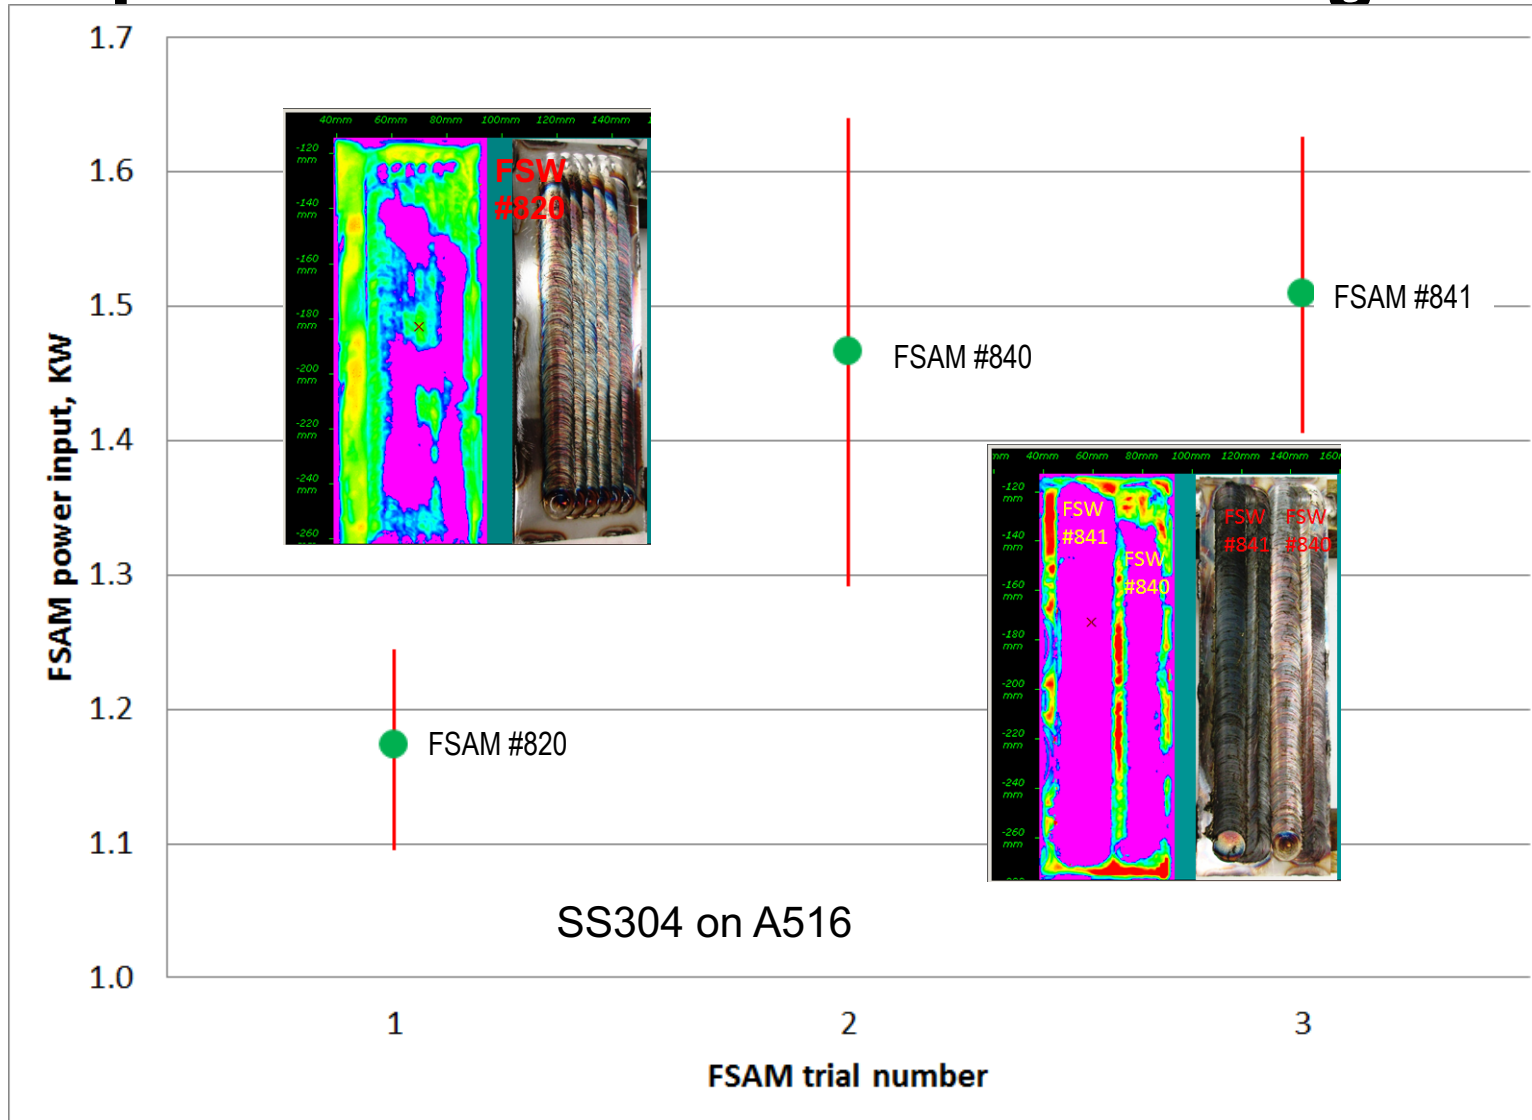 1.7
1.6
1.5
1.4
1.3
1.2
1.1
1.0
FSAM power input, KW
1
2
3
FSAM trial number
40mm 60mm 80mm 100mm 120mm 140mm
-120
mm
-140
mm
-160
mm
-180
mm
-200
mm
-220
mm
-240
mm
-260
FSW
#820
FSAM #820
FSAM #840
FSAM #841
mm 40mm 60mm 80mm 100mm 120mm 140mm
-120
mm
-140
mm
-160
mm
-180
mm
-200
mm
-220
mm
-240
mm
-260
mm
FSW
#841
FSW
#840
FSW
#841
FSW
#840
SS304 on A516